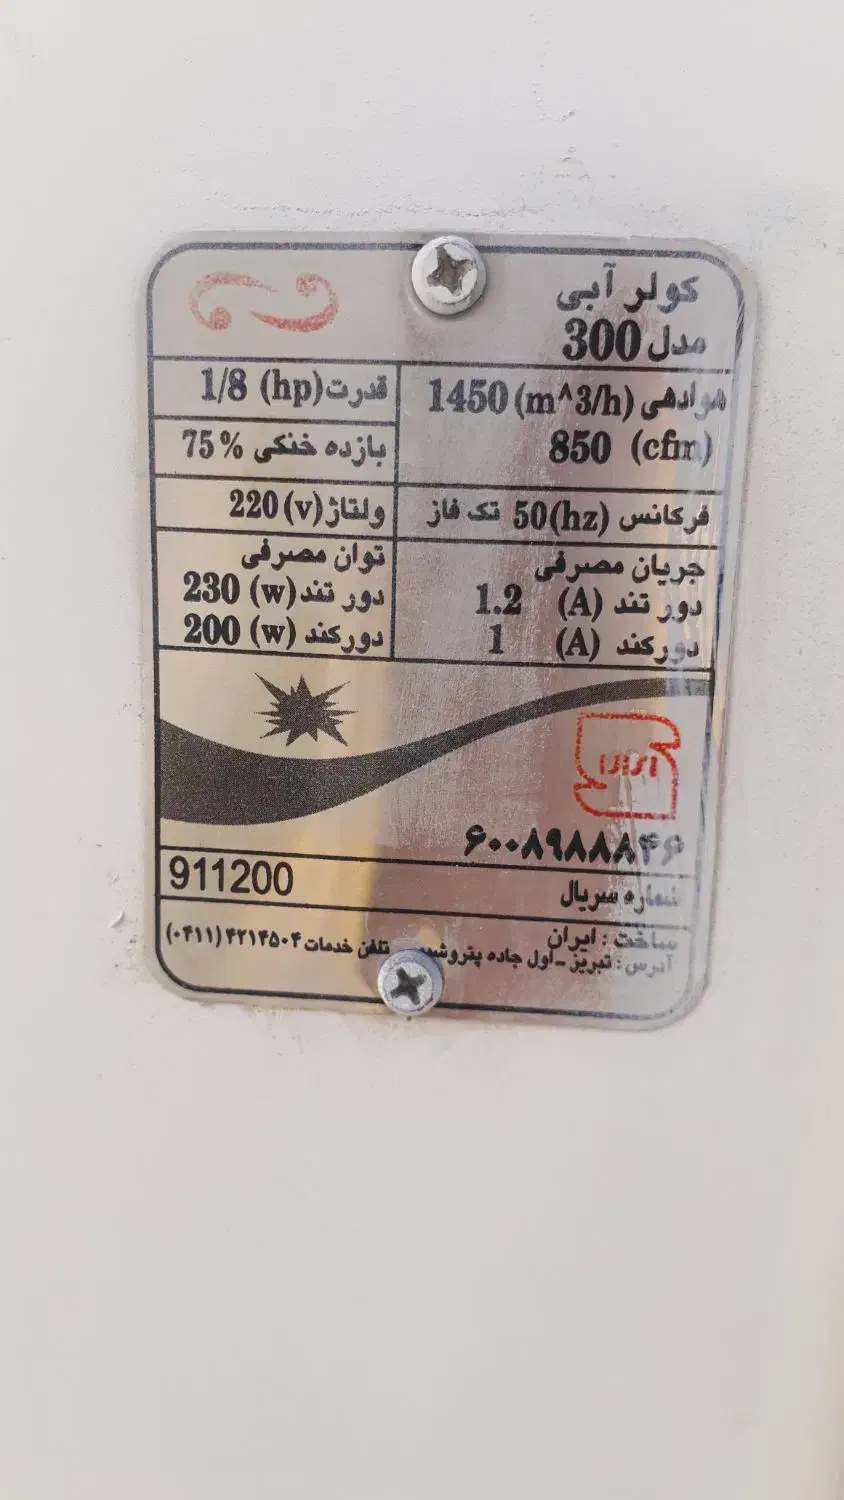 کولر آبی
مدل 300
هوادهی (m^3/h) 1450
850 (cfm)
قدرت (hp) 1/8
بازده خنکی % 75
فرکانس (hz) 50 تک فاز
ولتاژ (v) 220
جریان مصرفی
دور تند (A) 1.2
دورکند (A) 1
توان مصرفی
دور تند (w) 230
دورکند (w) 200
۶۰۰۸۹۸۸۸۴۶
شماره سریال
911200
ساخت : ایران
آدرس : تبریز -اول جاده پتروشیمی تلفن خدمات ۴۲۱۴۵۰۴ (۰۴۱۱)